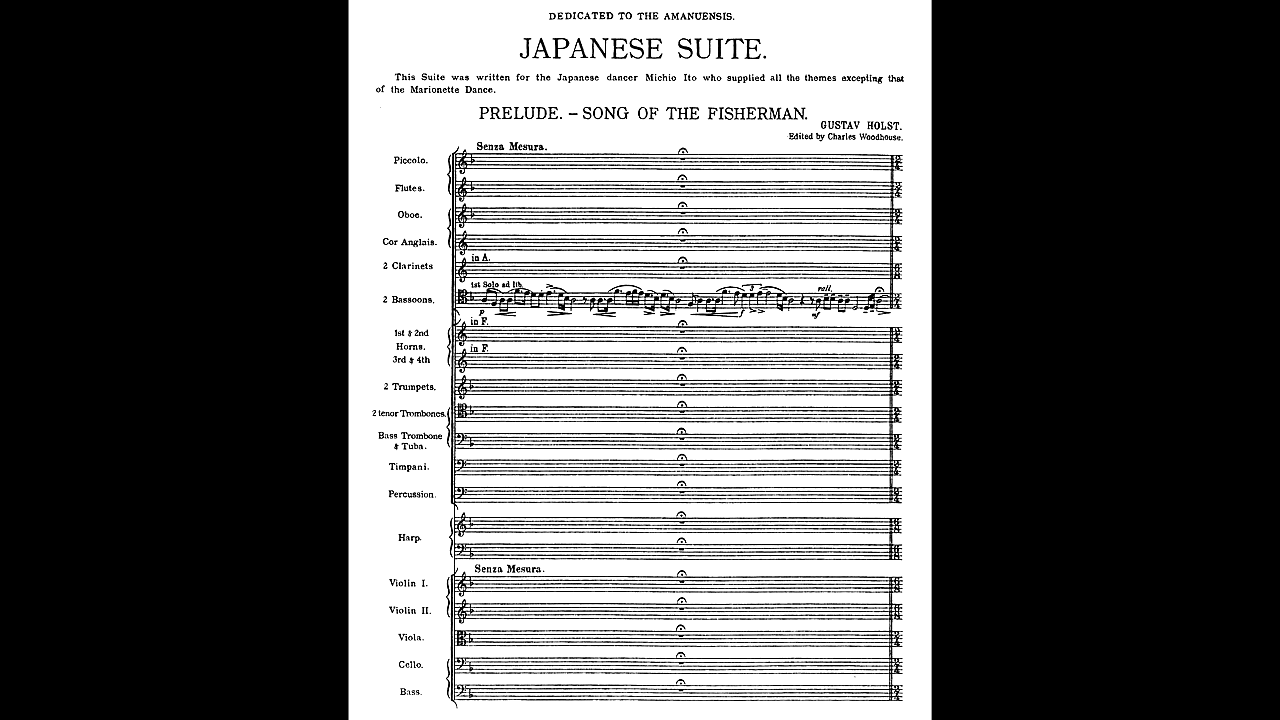 DEDICATED TO THE AMANUENSIS.
JAPANESE SUITE.
This Suite was written for the Japanese dancer Michio Ito who supplied all the themes excepting that
of the Marionette Dance.
PRELUDE. – SONG OF THE FISHERMAN.
GUSTAV HOLST.
Edited by Charles Woodhouse.
Senza Mesura.
Piccolo.
Flutes.
Oboe.
Cor Anglais.
in A.
2 Clarinets
1st Solo ad lib.
rall.
3
2 Bassoons.
p
f
mf
in F.
1st & 2nd
Horns.
in F.
3rd & 4th
2 Trumpets.
2 tenor Trombones.
Bass Trombone
& Tuba.
Timpani.
Percussion.
Harp.
Senza Mesura.
Violin I.
Violin II.
Viola.
Cello.
Bass.